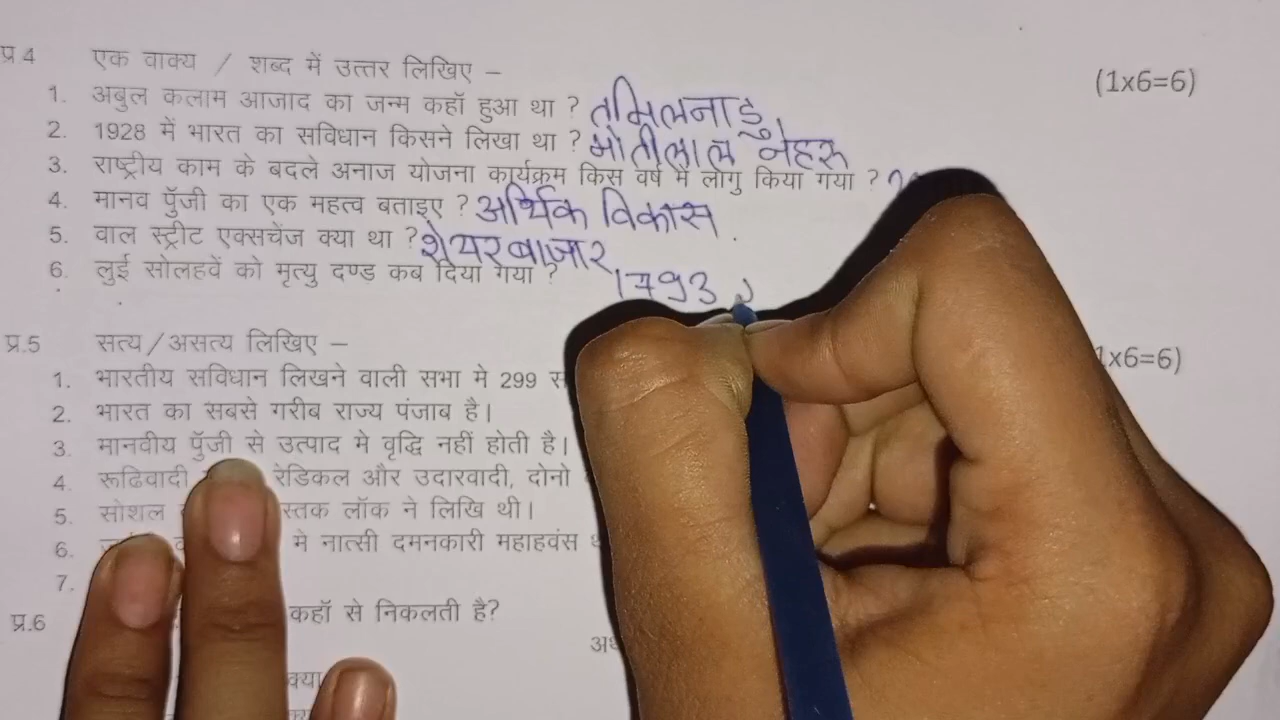 प्र 4 एक वाक्य / शब्द में उत्तर लिखिए – (1x6=6)
1. अबुल कलाम आजाद का जन्म कहॉ हुआ था ? तमिलनाडु
2. 1928 में भारत का सविधान किसने लिखा था ? मोतीलाल नेहरू
3. राष्ट्रीय काम के बदले अनाज योजना कार्यक्रम किस वर्ष मे लागु किया गया ?
4. मानव पुॅजी का एक महत्व बताइए ? अर्थिक विकास
5. वाल स्ट्रीट एक्सचेंज क्या था ? शेयर बाजार
6. लुई सोलहवें को मृत्यु दण्ड कब दिया गया ? 1793
प्र.5 सत्य / असत्य लिखिए – 1x6=6)
1. भारतीय सविधान लिखने वाली सभा मे 299
2. भारत का सबसे गरीब राज्य पंजाब है।
3. मानवीय पुॅजी से उत्पाद मे वृद्धि नहीं होती है।
4. रूढिवादी रेडिकल और उदारवादी, दोनो
5. सोशल लॉक ने लिखि थी।
6. मे नात्सी दमनकारी महाहवंस
7.
प्र.6 कहॉ से निकलती है?